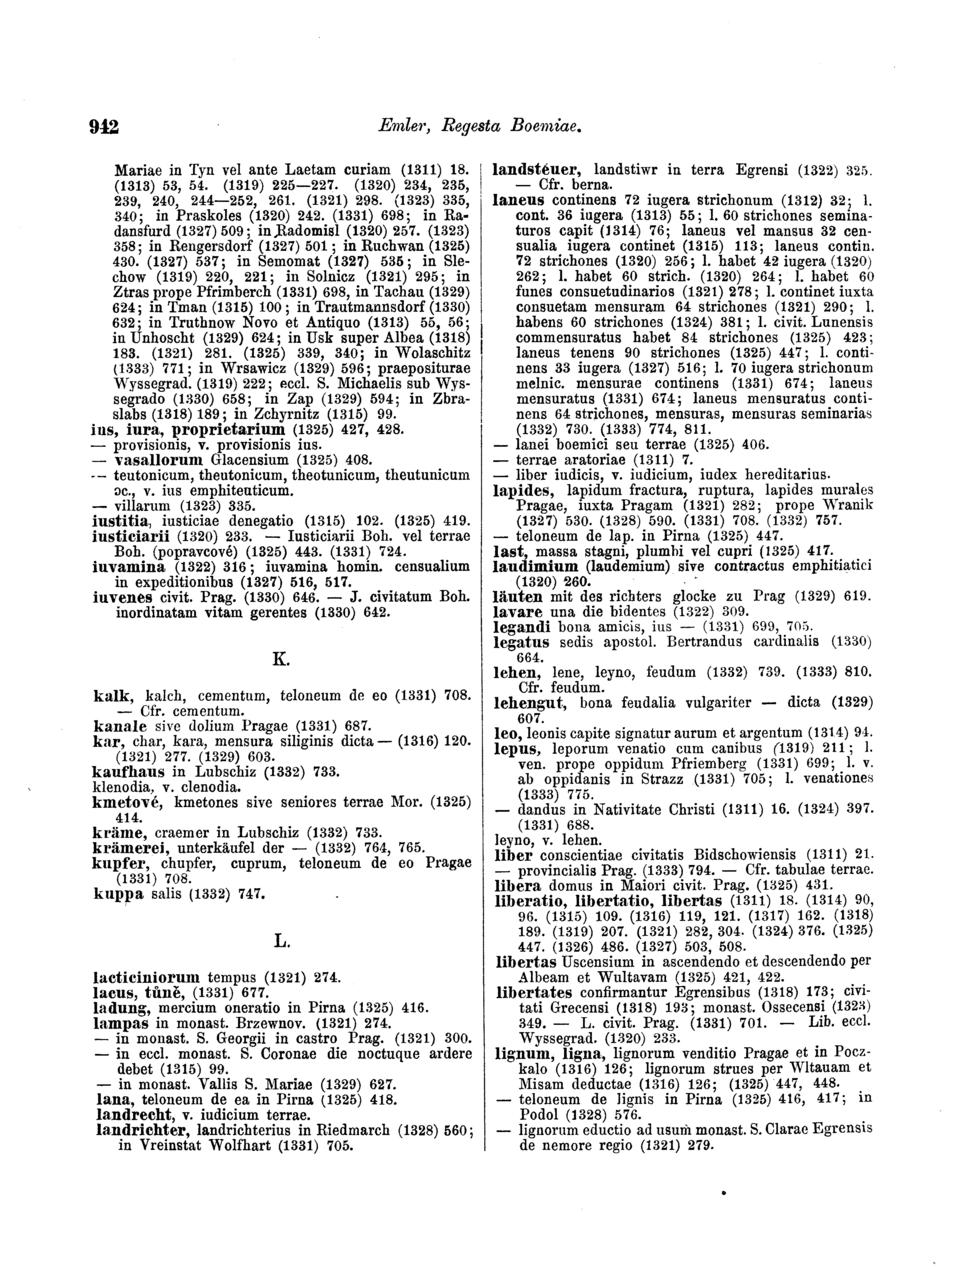 942
Emler, Regesta Boemiae.
Mariae in Tyn vel ante Laetam curiam (1311) 18.
(1313) 53, 54. (1319) 225—227. (1320) 234, 235,
239, 240, 244—252, 261. (1321) 298. (1323) 335,
340; in Praskoles (1320) 242. (1331) 698; in Ra-
dansfurd (1327) 509; in Radomisl (1320) 257. (1323)
358; in Rengersdorf (1327) 501; in Ruchwan (1325)
430. (1327) 537; in Semomat (1327) 535; in Sle-
chow (1319) 220, 221; in Solnicz (1321) 295; in
Ztras prope Pfrimberch (1331) 698, in Tachau (1329)
624; in Tman (1315) 100; in Trautmannsdorf (1330)
632; in Truthnow Novo et Antiquo (1313) 55, 56;
in Unhoscht (1329) 624; in Usk super Albea (1318)
183. (1321) 281. (1325) 339, 340; in Wolaschitz
(1333) 771; in Wrsawicz (1329) 596; praepositurae
Wyssegrad. (1319) 222; eccl. S. Michaelis sub Wys-
segrado (1330) 658; in Zap (1329) 594; in Zbra-
slabs (1318) 189; in Zchyrnitz (1315) 99.
ius, iura, proprietarium (1325) 427, 428.
— provisionis, v. provisionis ius.
— vasallorum Glacensium (1325) 408.
— teutonicum, theutonicum, theotunicum, theutunicum
oc., v. ius emphiteuticum.
— villarum (1323) 335.
iustitia, iusticiae denegatio (1315) 102. (1325) 419.
iusticiarii (1320) 233. — Iusticiarii Boh. vel terrae
Boh. (popravcové) (1325) 443. (1331) 724.
iuvamina (1322) 316; iuvamina homin. censualium
in expeditionibus (1327) 516, 517.
iuvenes civit. Prag. (1330) 646. — J. civitatum Boh.
inordinatam vitam gerentes (1330) 642.
K.
kalk, kalch, cementum, teloneum de eo (1331) 708.
— Cfr. cementum.
kanale sive dolium Pragae (1331) 687.
kar, char, kara, mensura siliginis dicta — (1316) 120.
(1321) 277. (1329) 603.
kaufhaus in Lubschiz (1332) 733.
klenodia, v. clenodia.
kmetové, kmetones sive seniores terrae Mor. (1325)
414.
kräme, craemer in Lubschiz (1332) 733.
krämerei, unterkäufel der — (1332) 764, 765.
kupfer, chupfer, cuprum, teloneum de eo Pragae
(1331) 708.
kuppa salis (1332) 747.
L.
lacticiniorum tempus (1321) 274.
lacus, tůně, (1331) 677.
ladung, mercium oneratio in Pirna (1325) 416.
lampas in monast. Brzewnov. (1321) 274.
— in monast. S. Georgii in castro Prag. (1321) 300.
— in eccl. monast. S. Coronae die noctuque ardere
debet (1315) 99.
— in monast. Vallis S. Mariae (1329) 627.
lana, teloneum de ea in Pirna (1325) 418.
landrecht, v. iudicium terrae.
landrichter, landrichterius in Riedmarch (1328) 560;
in Vreinstat Wolfhart (1331) 705.
landstéuer, landstiwr in terra Egrensi (1322) 325.
— Cfr. berna.
laneus continens 72 iugera strichonum (1312) 32; l.
cont. 36 iugera (1313) 55; l. 60 strichones semina-
turos capit (1314) 76; laneus vel mansus 32 cen-
sualia iugera continet (1315) 113; laneus contin.
72 strichones (1320) 256; l. habet 42 iugera (1320)
262; l. habet 60 strich. (1320) 264; l. habet 60
funes consuetudinarios (1321) 278; l. continet iuxta
consuetam mensuram 64 strichones (1321) 290; l.
habens 60 strichones (1324) 381; l. civit. Lunensis
commensuratus habet 84 strichones (1325) 423;
laneus tenens 90 strichones (1325) 447; l. conti-
nens 33 iugera (1327) 516; l. 70 iugera strichonum
melnic. mensurae continens (1331) 674; laneus
mensuratus (1331) 674; laneus mensuratus conti-
nens 64 strichones, mensuras, mensuras seminarias
(1332) 730. (1333) 774, 811.
— lanei boemici seu terrae (1325) 406.
— terrae aratoriae (1311) 7.
— liber iudicis, v. iudicium, iudex hereditarius.
lapides, lapidum fractura, ruptura, lapides murales
Pragae, iuxta Pragam (1321) 282; prope Wranik
(1327) 530. (1328) 590. (1331) 708. (1332) 757.
— teloneum de lap. in Pirna (1325) 447.
last, massa stagni, plumbi vel cupri (1325) 417.
laudimium (laudemium) sive contractus emphitiatici
(1320) 260.
läuten mit des richters glocke zu Prag (1329) 619.
lavare una die bidentes (1322) 309.
legandi bona amicis, ius — (1331) 699, 705.
legatus sedis apostol. Bertrandus cardinalis (1330)
664.
lehen, lene, leyno, feudum (1332) 739. (1333) 810.
Cfr. feudum.
lehengut, bona feudalia vulgariter — dicta (1329)
607.
leo, leonis capite signatur aurum et argentum (1314) 94.
lepus, leporum venatio cum canibus (1319) 211; l.
ven. prope oppidum Pfriemberg (1331) 699; l. v.
ab oppidanis in Strazz (1331) 705; l. venationes
(1333) 775.
— dandus in Nativitate Christi (1311) 16. (1324) 397.
(1331) 688.
leyno, v. lehen.
liber conscientiae civitatis Bidschowiensis (1311) 21.
— provincialis Prag. (1333) 794. — Cfr. tabulae terrae.
libera domus in Maiori civit. Prag. (1325) 431.
liberatio, libertatio, libertas (1311) 18. (1314) 90,
96. (1315) 109. (1316) 119, 121. (1317) 162. (1318)
189. (1319) 207. (1321) 282, 304. (1324) 376. (1325)
447. (1326) 486. (1327) 503, 508.
libertas Uscensium in ascendendo et descendendo per
Albeam et Wultavam (1325) 421, 422.
libertates confirmantur Egrensibus (1318) 173; civi-
tati Grecensi (1318) 193; monast. Ossecensi (1323)
349. — L. civit. Prag. (1331) 701. — Lib. eccl.
Wyssegrad. (1320) 233.
lignum, ligna, lignorum venditio Pragae et in Pocz-
kalo (1316) 126; lignorum strues per Wltauam et
Misam deductae (1316) 126; (1325) 447, 448.
— teloneum de lignis in Pirna (1325) 416, 417; in
Podol (1328) 576.
— lignorum eductio ad usum monast. S. Clarae Egrensis
de nemore regio (1321) 279.